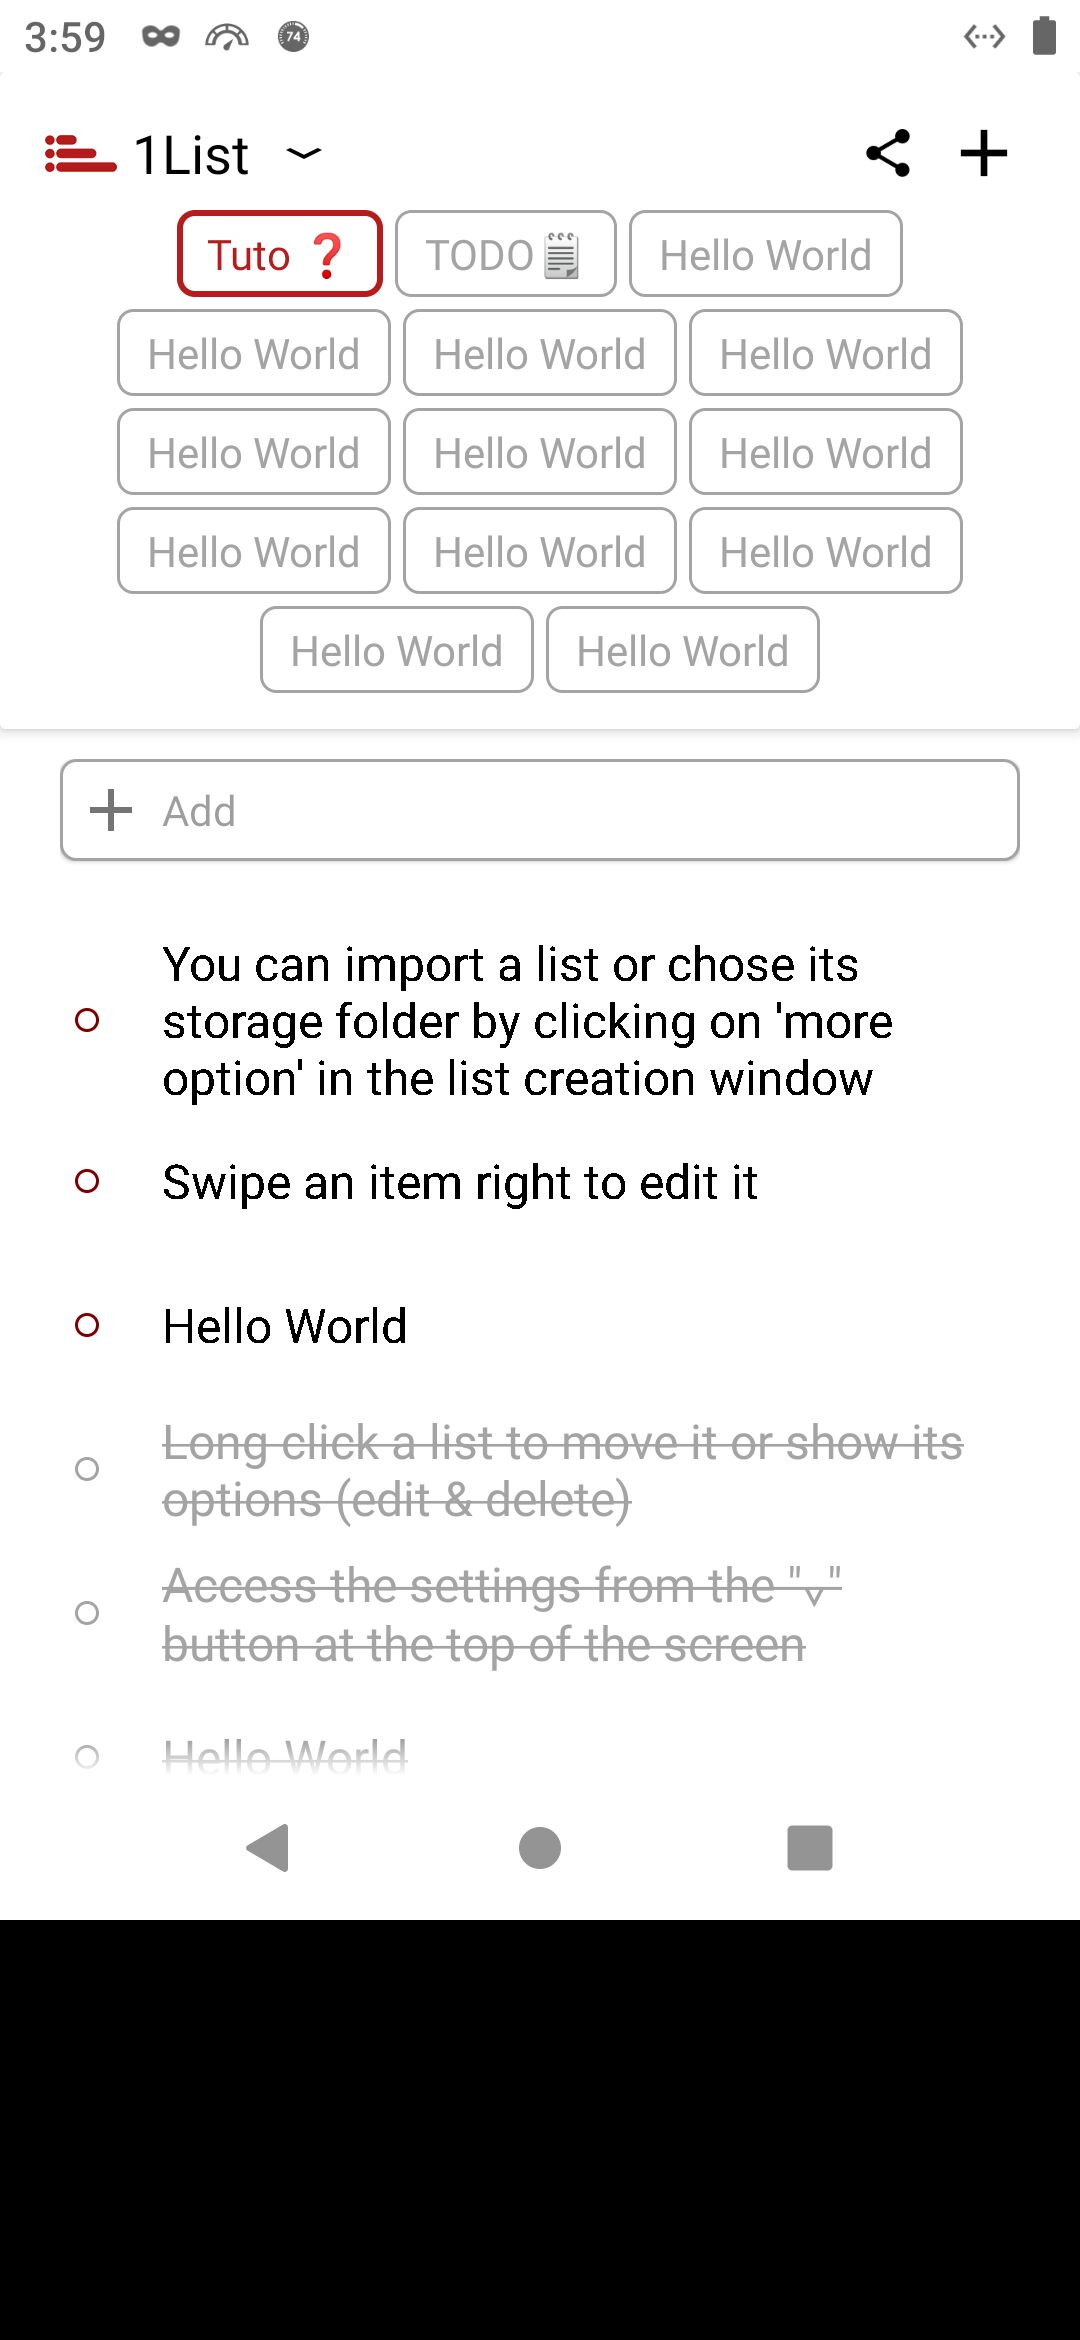 3:59
74
1List
Tuto ❓ TODO🗒 Hello World
Hello World Hello World Hello World
Hello World Hello World Hello World
Hello World Hello World Hello World
Hello World Hello World
Add
You can import a list or chose its
storage folder by clicking on 'more
option' in the list creation window
Swipe an item right to edit it
Hello World
Long click a list to move it or show its
options (edit & delete)
Access the settings from the "⌄"
button at the top of the screen
Hello World